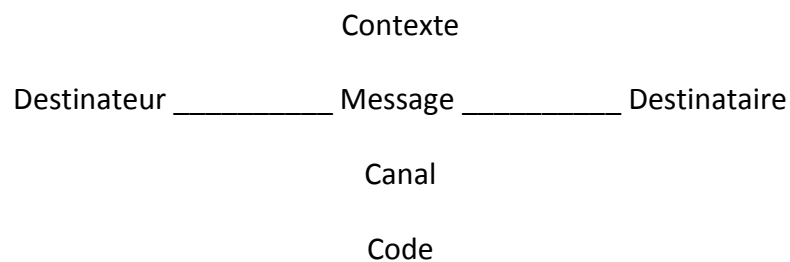 Contexte
Destinateur __________ Message __________ Destinataire
Canal
Code